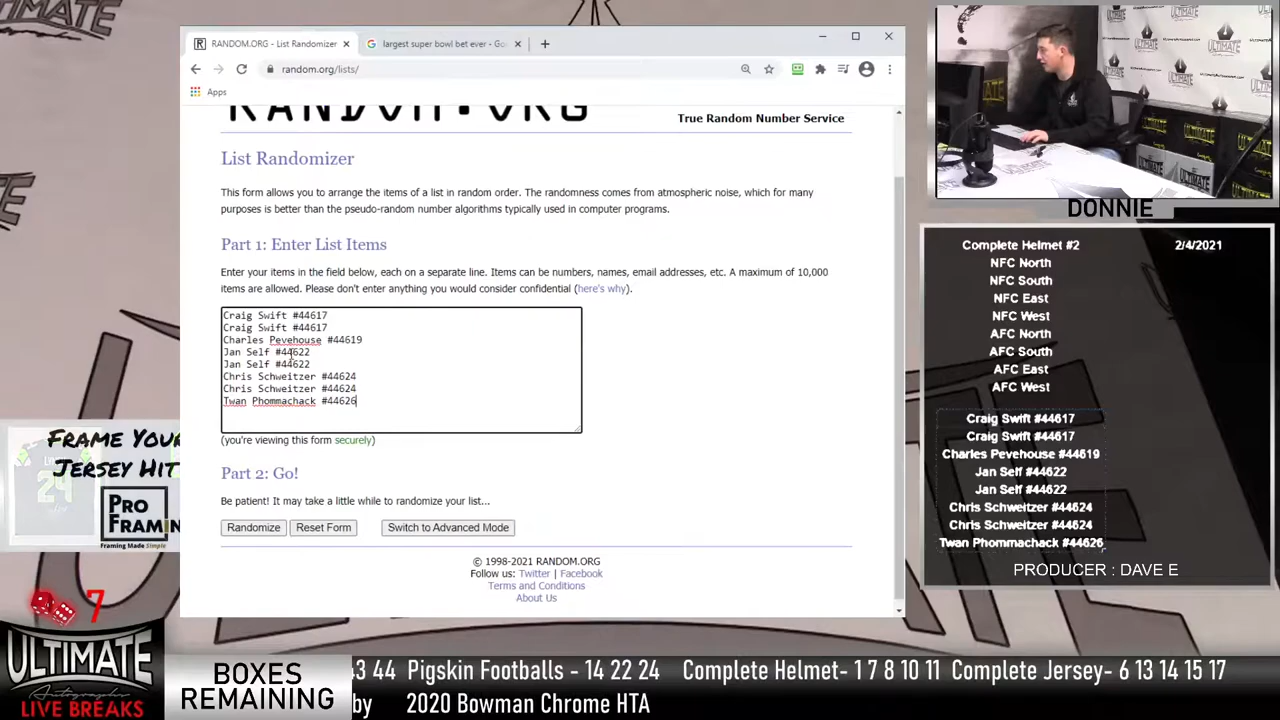 RANDOM.ORG - List Randomizer
largest super bowl bet ever - Go
random.org/lists/
Apps
RANDOM.ORG
True Random Number Service
List Randomizer
This form allows you to arrange the items of a list in random order. The randomness comes from atmospheric noise, which for many
purposes is better than the pseudo-random number algorithms typically used in computer programs.
Part 1: Enter List Items
Enter your items in the field below, each on a separate line. Items can be numbers, names, email addresses, etc. A maximum of 10,000
items are allowed. Please don't enter anything you would consider confidential (here's why).
Craig Swift #44617
Craig Swift #44617
Charles Pevehouse #44619
Jan Self #44622
Jan Self #44622
Chris Schweitzer #44624
Chris Schweitzer #44624
Twan Phommachack #44626
(you're viewing this form securely)
Part 2: Go!
Be patient! It may take a little while to randomize your list...
Randomize Reset Form Switch to Advanced Mode
© 1998-2021 RANDOM.ORG
Follow us: Twitter | Facebook
Terms and Conditions
About Us
ULTIMATE
DONNIE
Complete Helmet #2 2/4/2021
NFC North
NFC South
NFC East
NFC West
AFC North
AFC South
AFC East
AFC West
Craig Swift #44617
Craig Swift #44617
Charles Pevehouse #44619
Jan Self #44622
Jan Self #44622
Chris Schweitzer #44624
Chris Schweitzer #44624
Twan Phommachack #44626
PRODUCER : DAVE E
FRAME YOUR
JERSEY HIT
24
PRO
FRAMIN
Framing Made Simple
7
ULTIMATE
Autographs
LIVE BREAKS
BOXES
REMAINING
43 44 Pigskin Footballs - 14 22 24 Complete Helmet- 1 7 8 10 11 Complete Jersey- 6 13 14 15 17
by 2020 Bowman Chrome HTA